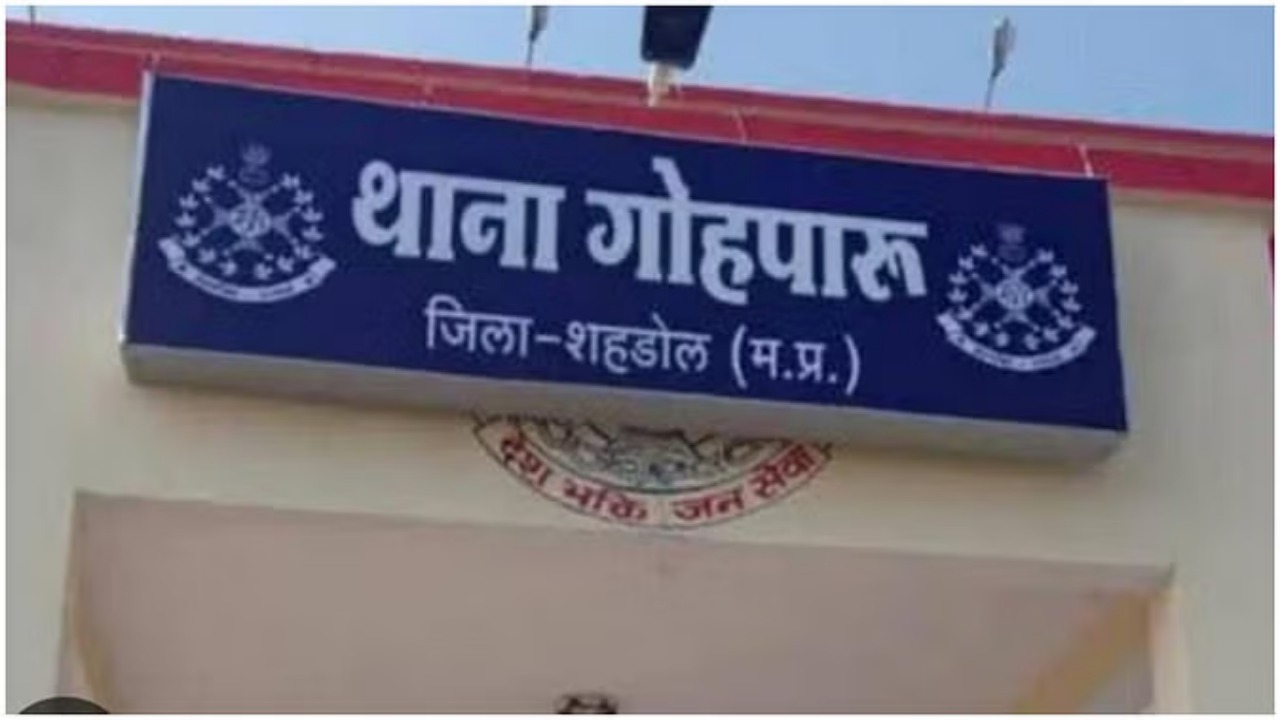 थाना गोहपारू
जिला-शहडोल (म.प्र.)
देश भक्ति जन सेवा